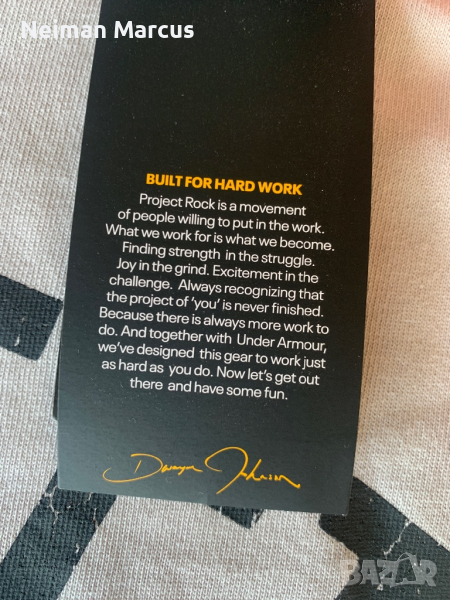 Neiman Marcus
BUILT FOR HARD WORK
Project Rock is a movement
of people willing to put in the work.
What we work for is what we become.
Finding strength in the struggle.
Joy in the grind. Excitement in the
challenge. Always recognizing that
the project of 'you' is never finished.
Because there is always more work to
do. And together with Under Armour,
we've designed this gear to work just
as hard as you do. Now let's get out
there and have some fun.
Dwayne Johnson
BAZAR